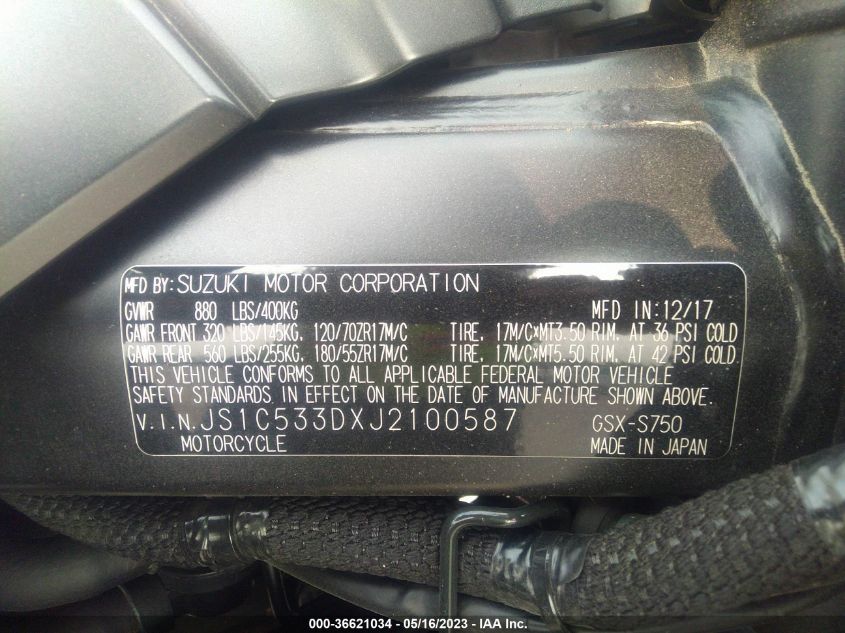 MFD BY:SUZUKI MOTOR CORPORATION
GVWR 880 LBS/400KG MFD IN:12/17
GAWR FRONT 320 LBS/145KG, 120/70ZR17M/C TIRE, 17M/C×MT3.50 RIM, AT 36 PSI COLD
GAWR REAR 560 LBS/255KG, 180/55ZR17M/C TIRE, 17M/C×MT5.50 RIM, AT 42 PSI COLD
THIS VEHICLE CONFORMS TO ALL APPLICABLE FEDERAL MOTOR VEHICLE
SAFETY STANDARDS IN EFFECT ON THE DATE OF MANUFACTURE SHOWN ABOVE.
V.I.N.JS1C533DXJ2100587 GSX-S750
MOTORCYCLE MADE IN JAPAN
000-36621034 - 05/16/2023 - IAA Inc.